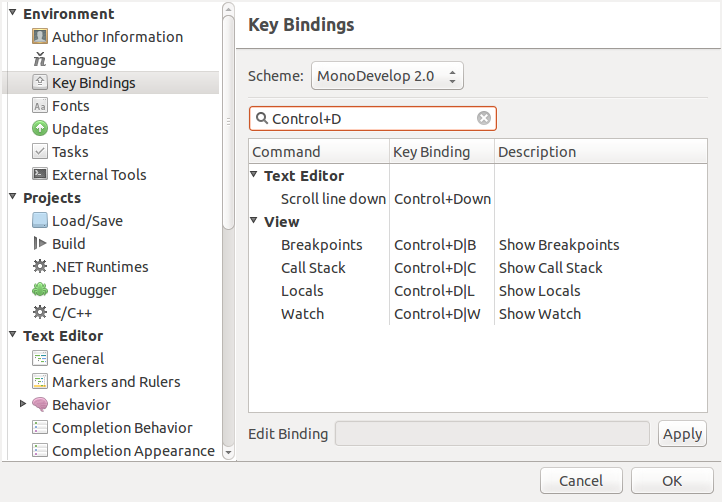 Environment
Author Information
Language
Key Bindings
Fonts
Updates
Tasks
External Tools
Projects
Load/Save
Build
.NET Runtimes
Debugger
C/C++
Text Editor
General
Markers and Rulers
Behavior
Completion Behavior
Completion Appearance
Key Bindings
Scheme: MonoDevelop 2.0
Control+D
Command Key Binding Description
Text Editor
Scroll line down Control+Down
View
Breakpoints Control+D|B Show Breakpoints
Call Stack Control+D|C Show Call Stack
Locals Control+D|L Show Locals
Watch Control+D|W Show Watch
Edit Binding Apply
Cancel OK